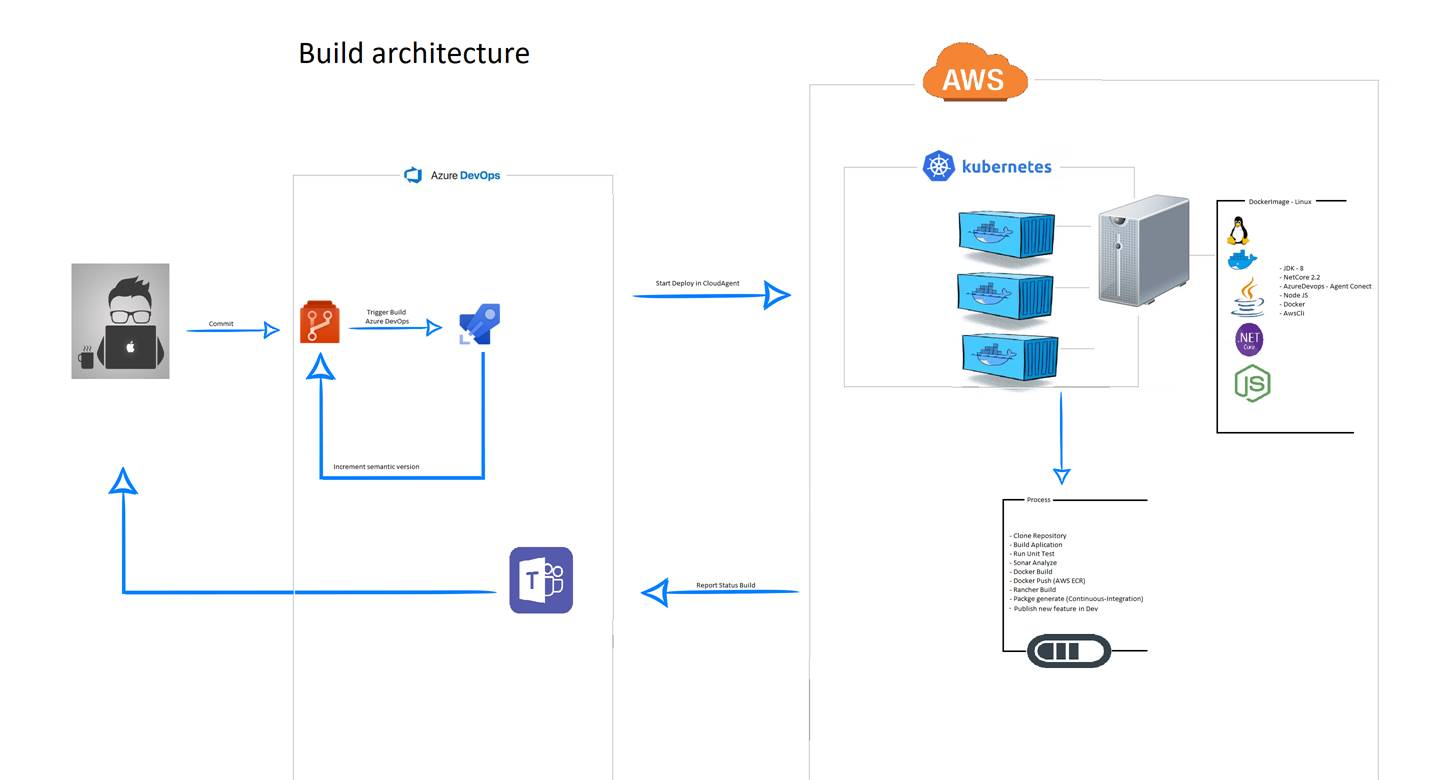 Build architecture
AWS
kubernetes
Azure DevOps
DockerImage - Linux
- JDK - 8
- NetCore 2.2
- AzureDevops - Agent Conect
- Node JS
- Docker
- AwsCli
.NET
Core
JS
Start Deploy in CloudAgent
Commit
Trigger Build
Azure DevOps
Increment semantic version
Process
- Clone Repository
- Build Aplication
- Run Unit Test
- Sonar Analyze
- Docker Build
- Docker Push (AWS ECR)
- Rancher Build
- Packge generate (Continuous-Integration)
- Publish new feature in Dev
T
Report Status Build